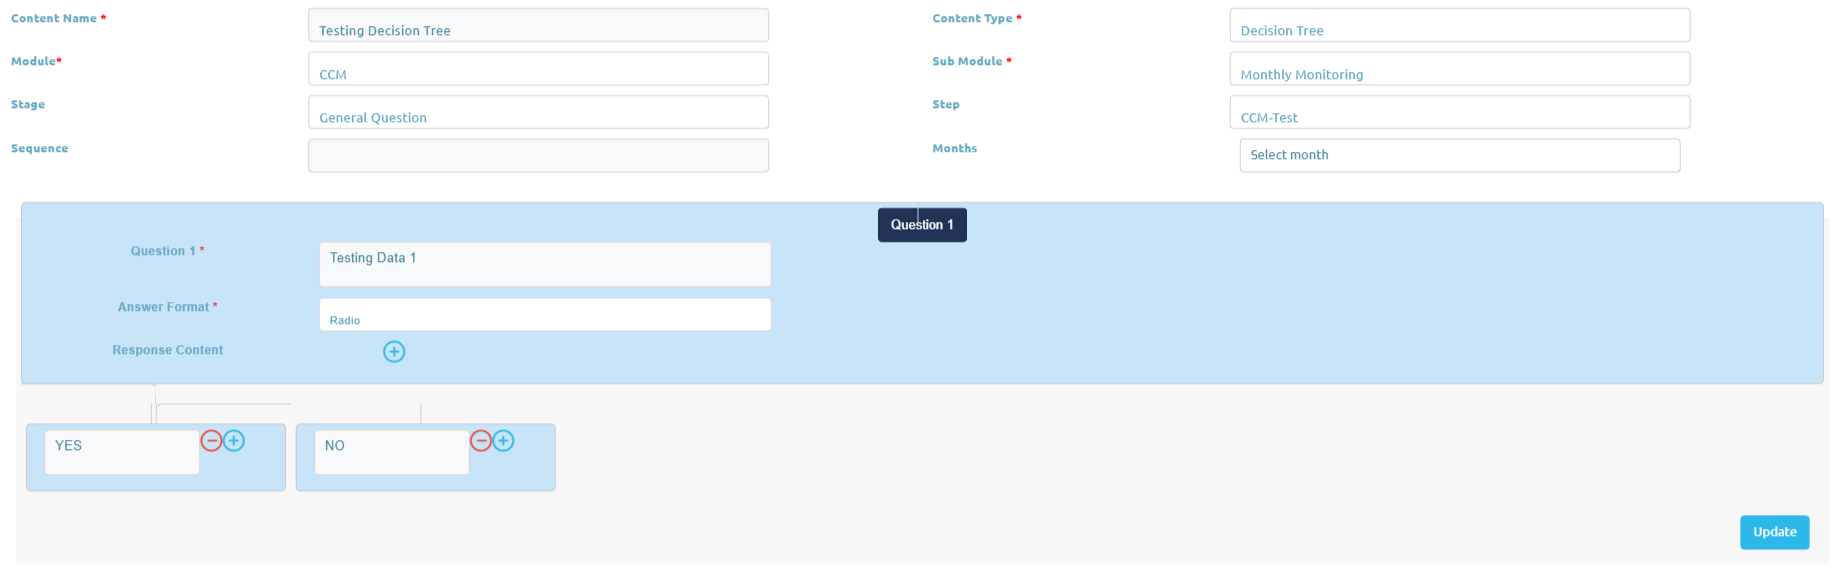 Content Name * Testing Decision Tree Content Type * Decision Tree
Module* CCM Sub Module * Monthly Monitoring
Stage General Question Step CCM-Test
Sequence Months Select month
Question 1
Question 1 * Testing Data 1
Answer Format * Radio
Response Content
YES NO
Update